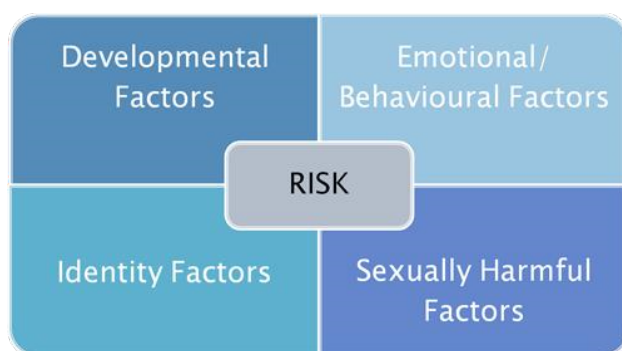 Developmental
Factors
Emotional/
Behavioural Factors
RISK
Identity Factors
Sexually Harmful
Factors